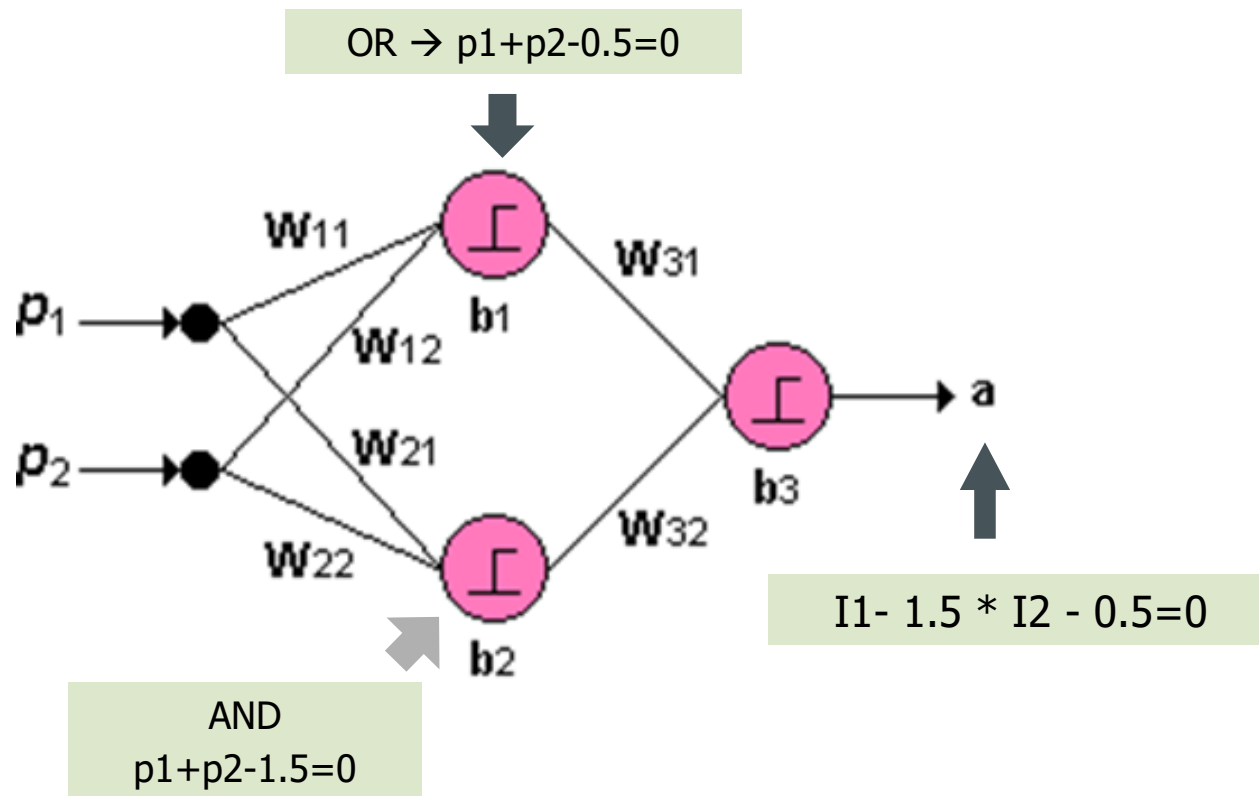 OR → p1+p2-0.5=0
W11
W31
p1
b1
W12
a
W21
p2
b3
W32
W22
I1- 1.5 * I2 - 0.5=0
b2
AND
p1+p2-1.5=0